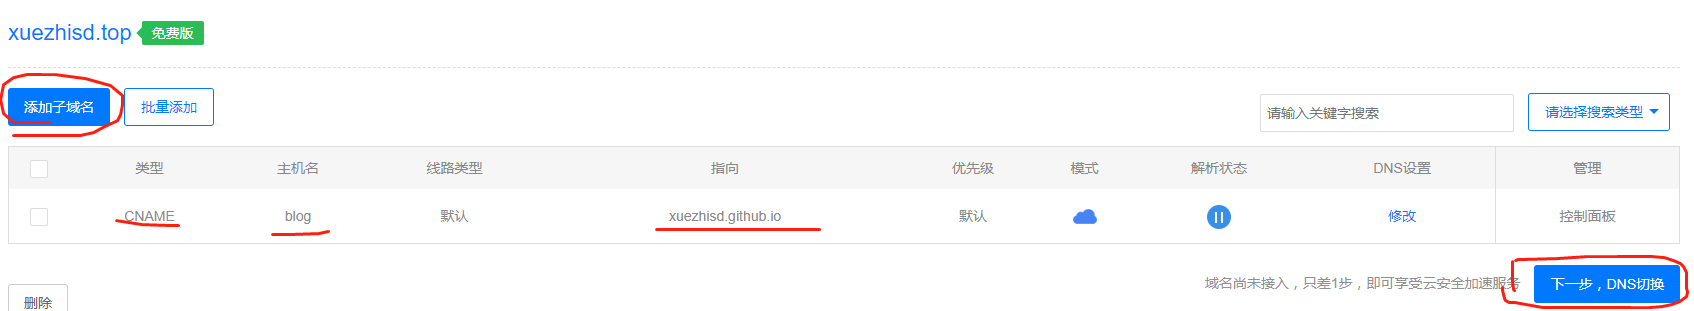 xuezhisd.top 免费版
添加子域名 批量添加 请输入关键字搜索 请选择搜索类型
类型 主机名 线路类型 指向 优先级 模式 解析状态 DNS设置 管理
CNAME blog 默认 xuezhisd.github.io 默认 修改 控制面板
域名尚未接入，只差1步，即可享受云安全加速服务 下一步，DNS切换
删除